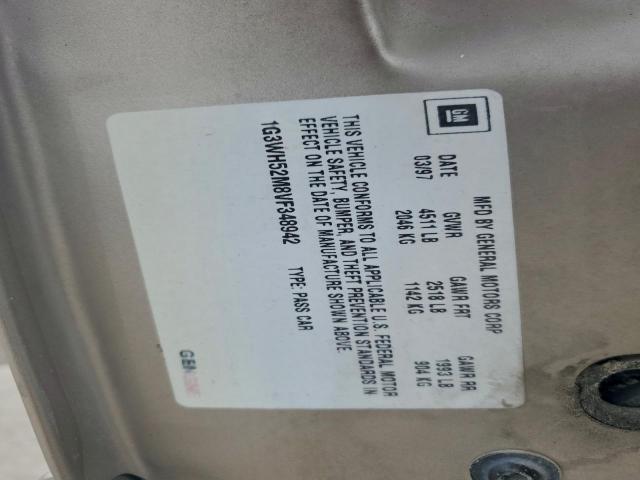 GM
MFD BY GENERAL MOTORS CORP
DATE GVWR GAWR FRT GAWR RR
03/97 4511 LB 2518 LB 1993 LB
2046 KG 1142 KG 904 KG
THIS VEHICLE CONFORMS TO ALL APPLICABLE U.S. FEDERAL MOTOR
VEHICLE SAFETY, BUMPER, AND THEFT PREVENTION STANDARDS IN
EFFECT ON THE DATE OF MANUFACTURE SHOWN ABOVE.
1G3WH52M8VF348942 TYPE: PASS CAR